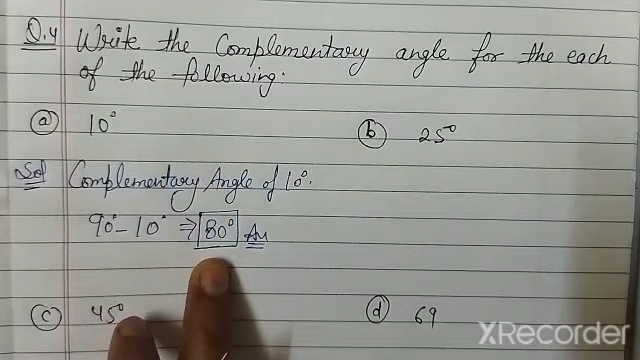 Q.4 Write the Complementary angle for the each
of the following.
(a) 10° (b) 25°
Sol Complementary Angle of 10°.
90° - 10° ⇒ 80° An
(c) 45° (d) 69
XRecorder